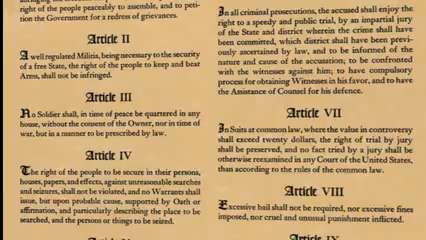 right of the people peaceably to assemble, and to peti-
tion the Government for a redress of grievances.
Article II
A well regulated Militia, being necessary to the security
of a free State, the right of the people to keep and bear
Arms, shall not be infringed.
Article III
No Soldier shall, in time of peace be quartered in any
house, without the consent of the Owner, nor in time of
war, but in a manner to be prescribed by law.
Article IV
The right of the people to be secure in their persons,
houses, papers, and effects, against unreasonable searches
and seizures, shall not be violated, and no Warrants shall
issue, but upon probable cause, supported by Oath or
affirmation, and particularly describing the place to be
searched, and the persons or things to be seized.
In all criminal prosecutions, the accused shall enjoy the
right to a speedy and public trial, by an impartial jury
of the State and district wherein the crime shall have
been committed, which district shall have been previ-
ously ascertained by law, and to be informed of the
nature and cause of the accusation; to be confronted
with the witnesses against him; to have compulsory
process for obtaining Witnesses in his favor, and to have
the Assistance of Counsel for his defence.
Article VII
In Suits at common law, where the value in controversy
shall exceed twenty dollars, the right of trial by jury
shall be preserved, and no fact tried by a jury shall be
otherwise reexamined in any Court of the United States,
than according to the rules of the common law.
Article VIII
Excessive bail shall not be required, nor excessive fines
imposed, nor cruel and unusual punishment inflicted.
Article IX